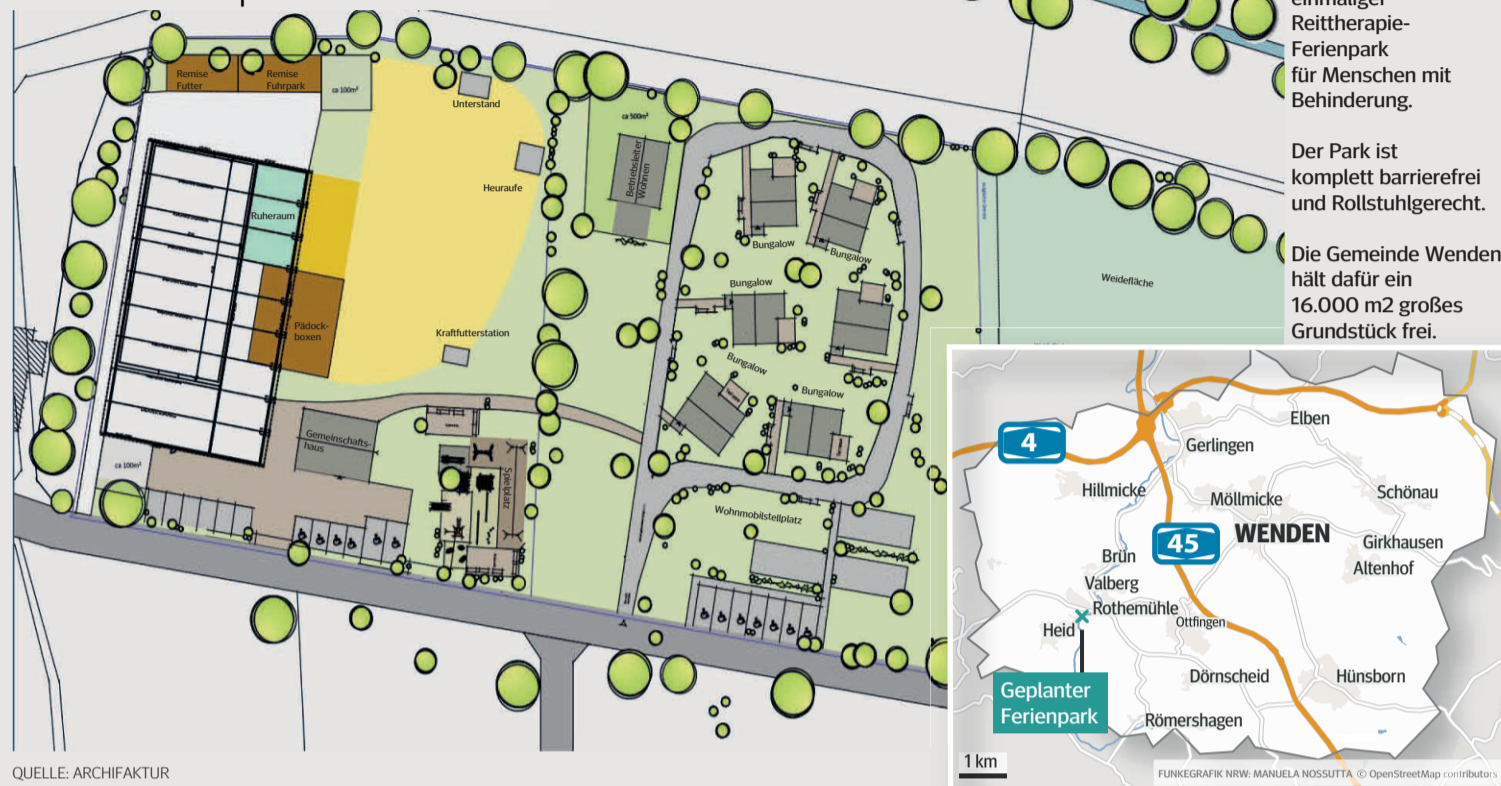 einmaliger
Reittherapie-
Ferienpark
für Menschen mit
Behinderung.
Der Park ist
komplett barrierefrei
und Rollstuhlgerecht.
Die Gemeinde Wenden
hält dafür ein
16.000 m2 großes
Grundstück frei.
Remise
Futter
Remise
Fuhrpark
ca 100m²
Unterstand
Heuraufe
Ruheraum
Pädock-
boxen
Kraftfutterstation
ca 500m²
Betriebsleiter
Wohnen
Bungalow
Bungalow
Bungalow
Bungalow
Bungalow
Weidefläche
Gemeinschafts-
haus
ca 100m²
Spielplatz
Wohnmobilstellplatz
4
45
Elben
Gerlingen
Hillmicke
Möllmicke
Schönau
WENDEN
Girkhausen
Altenhof
Brün
Valberg
Rothemühle
Ottfingen
Heid
Dörnscheid
Hünsborn
Römershagen
Geplanter
Ferienpark
1 km
QUELLE: ARCHIFAKTUR
FUNKEGRAFIK NRW: MANUELA NOSSUTTA © OpenStreetMap contributors